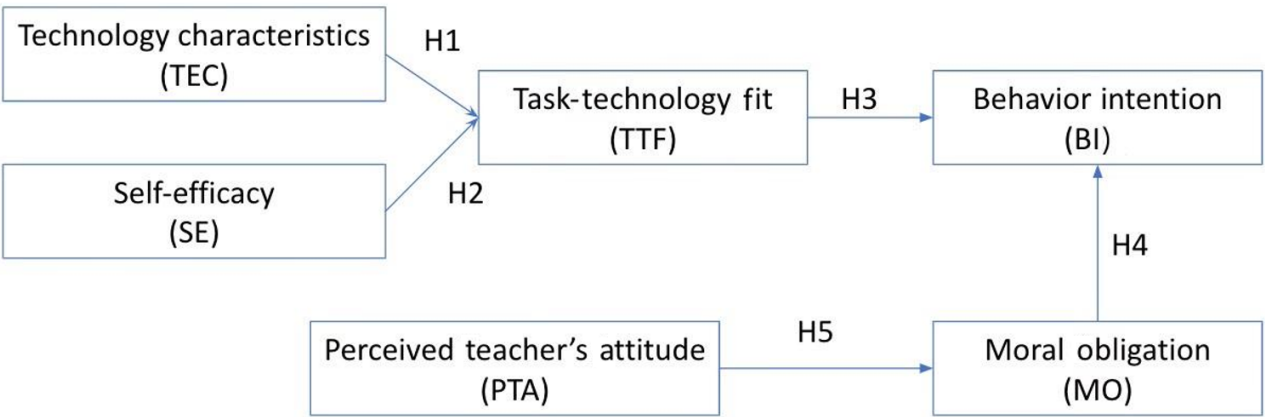 Technology characteristics
(TEC)
H1
Task-technology fit
(TTF)
H3
Behavior intention
(BI)
Self-efficacy
(SE)
H2
H4
Perceived teacher’s attitude
(PTA)
H5
Moral obligation
(MO)